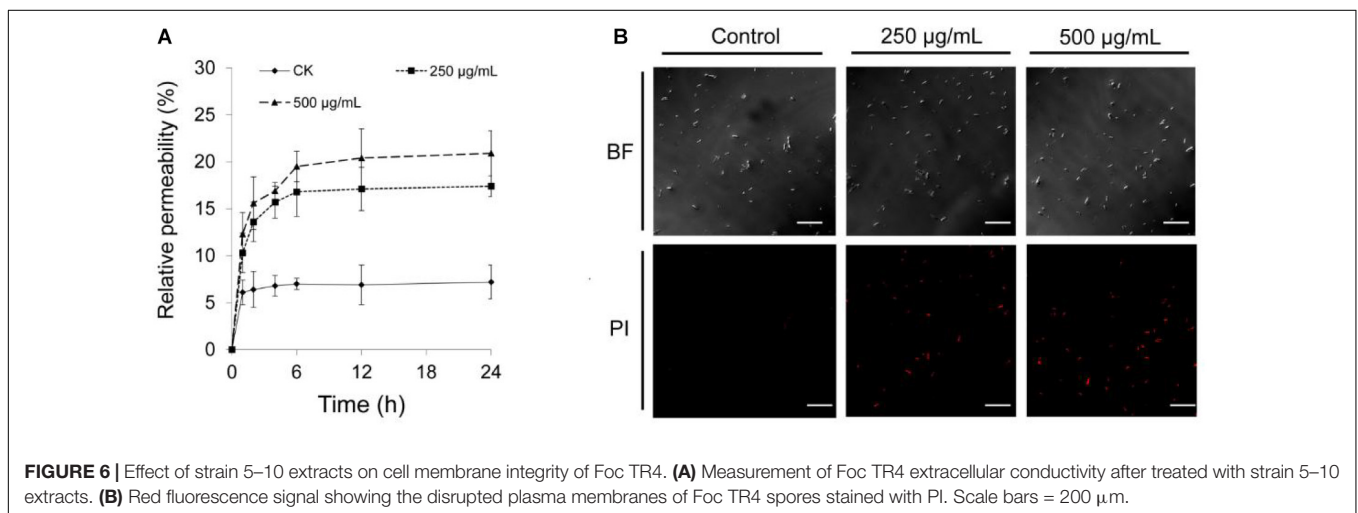 A
B
Control 250 µg/mL 500 µg/mL
CK 250 µg/mL
500 µg/mL
Relative permeability (%)
30
25
20
15
10
5
0
0 6 12 18 24
Time (h)
BF
PI
FIGURE 6 | Effect of strain 5–10 extracts on cell membrane integrity of Foc TR4. (A) Measurement of Foc TR4 extracellular conductivity after treated with strain 5–10
extracts. (B) Red fluorescence signal showing the disrupted plasma membranes of Foc TR4 spores stained with PI. Scale bars = 200 µm.